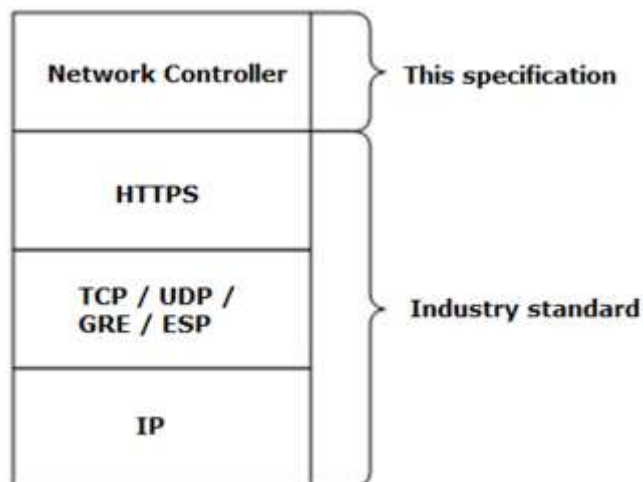 Network Controller
This specification
HTTPS
TCP / UDP /
GRE / ESP
Industry standard
IP